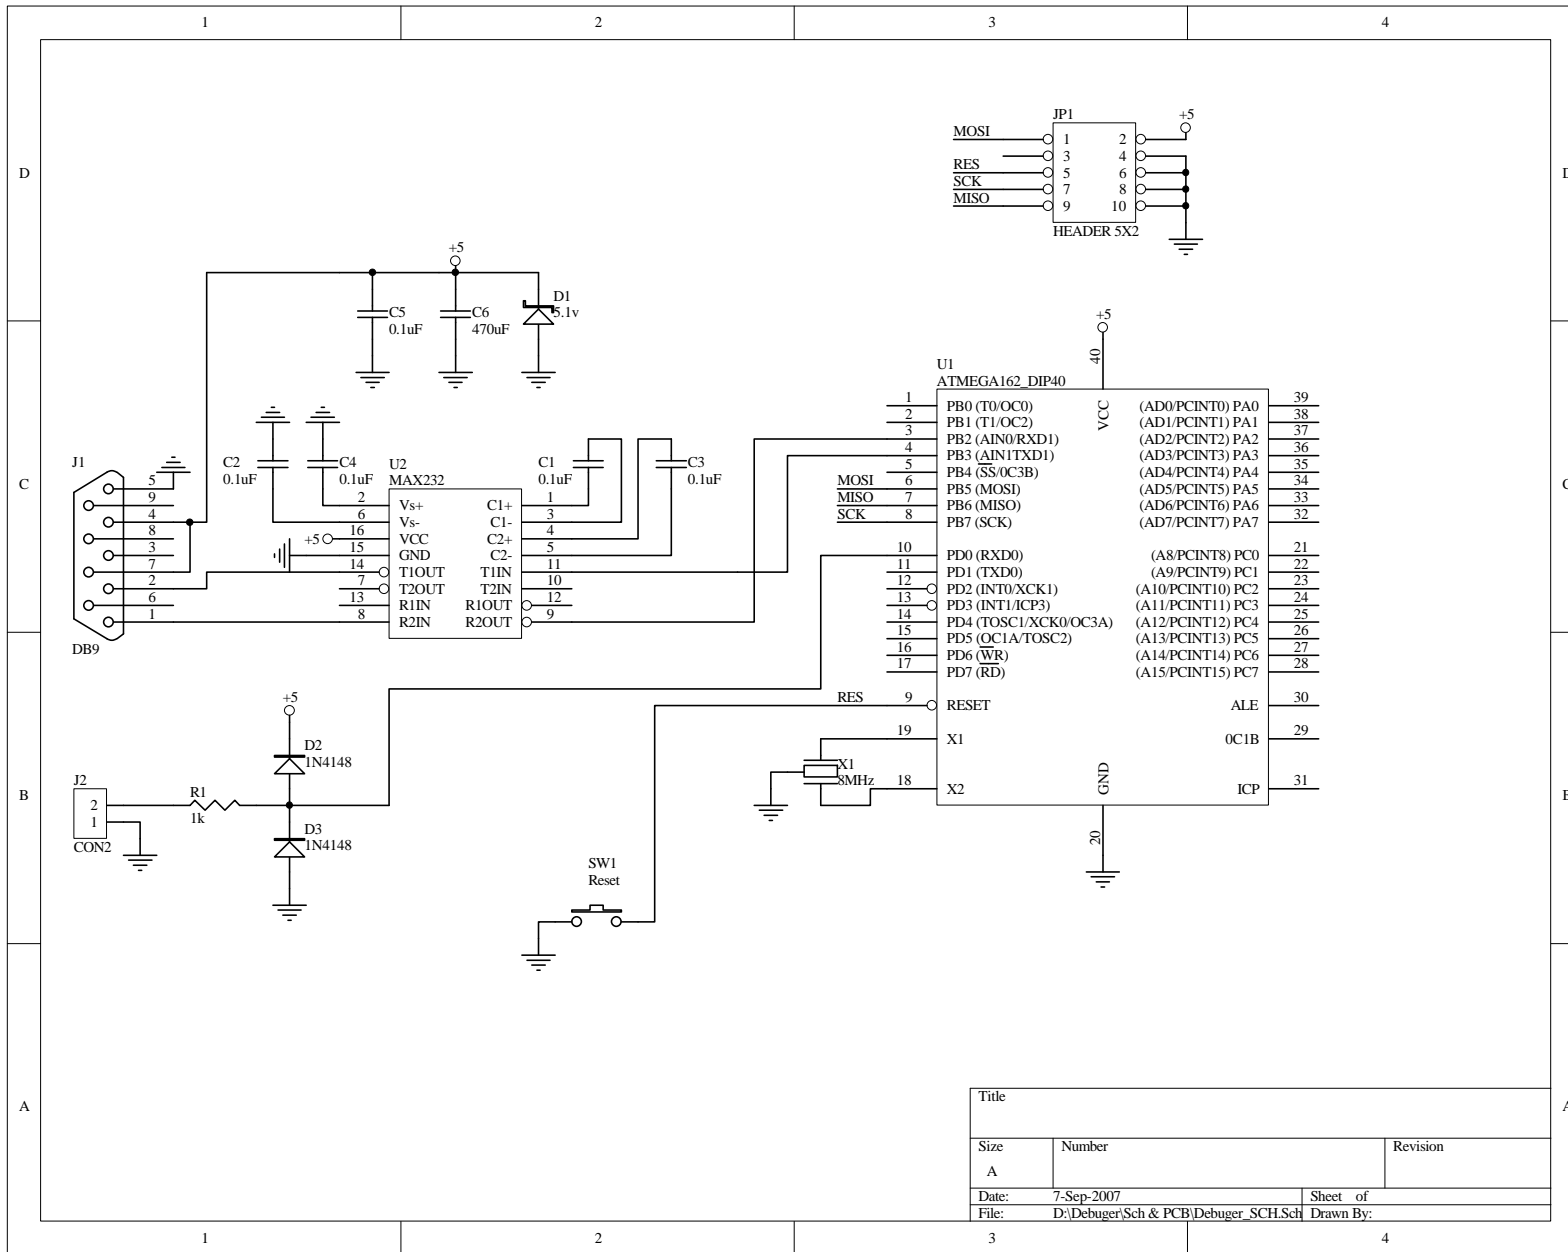 1 2 3 4
D D
C C
B B
A A
JP1
MOSI 1 2 +5
3 4
RES 5 6
SCK 7 8
MISO 9 10
HEADER 5X2
+5
C5
0.1uF
C6
470uF
D1
5.1v
J1
5
9
4
8
3
7
2
6
1
DB9
C2
0.1uF
C4
0.1uF
U2
MAX232
2 Vs+
6 Vs-
+5 16 VCC
15 GND
14 T1OUT
7 T2OUT
13 R1IN
8 R2IN
C1+ 1
C1- 3
C2+ 4
C2- 5
T1IN 11
T2IN 10
R1OUT 12
R2OUT 9
C1
0.1uF
C3
0.1uF
+5
40
U1
ATMEGA162_DIP40
VCC
1 PB0 (T0/OC0)
2 PB1 (T1/OC2)
3 PB2 (AIN0/RXD1)
4 PB3 (AIN1TXD1)
5 PB4 (SS/0C3B)
MOSI 6 PB5 (MOSI)
MISO 7 PB6 (MISO)
SCK 8 PB7 (SCK)
10 PD0 (RXD0)
11 PD1 (TXD0)
12 PD2 (INT0/XCK1)
13 PD3 (INT1/ICP3)
14 PD4 (TOSC1/XCK0/OC3A)
15 PD5 (OC1A/TOSC2)
16 PD6 (WR)
17 PD7 (RD)
RES 9 RESET
19 X1
18 X2
(AD0/PCINT0) PA0 39
(AD1/PCINT1) PA1 38
(AD2/PCINT2) PA2 37
(AD3/PCINT3) PA3 36
(AD4/PCINT4) PA4 35
(AD5/PCINT5) PA5 34
(AD6/PCINT6) PA6 33
(AD7/PCINT7) PA7 32
(A8/PCINT8) PC0 21
(A9/PCINT9) PC1 22
(A10/PCINT10) PC2 23
(A11/PCINT11) PC3 24
(A12/PCINT12) PC4 25
(A13/PCINT13) PC5 26
(A14/PCINT14) PC6 27
(A15/PCINT15) PC7 28
ALE 30
0C1B 29
ICP 31
GND
20
X1
8MHz
+5
D2
1N4148
J2
2
1
CON2
R1
1k
D3
1N4148
SW1
Reset
Title
Size Number Revision
A
Date: 7-Sep-2007 Sheet of
File: D:\Debuger\Sch & PCB\Debuger_SCH.Sch Drawn By:
1 2 3 4